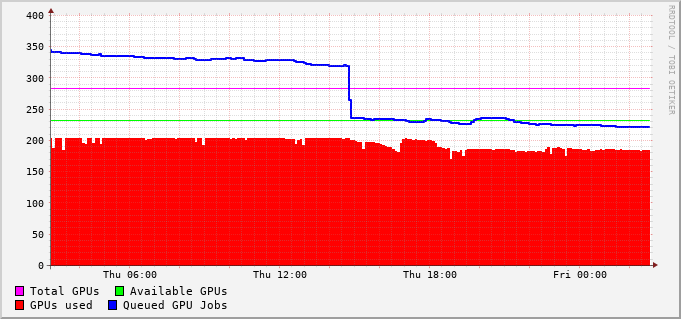 400
350
300
250
200
150
100
50
0
Thu 06:00 Thu 12:00 Thu 18:00 Fri 00:00
Total GPUs Available GPUs
GPUs used Queued GPU Jobs
RRDTOOL / TOBI OETIKER